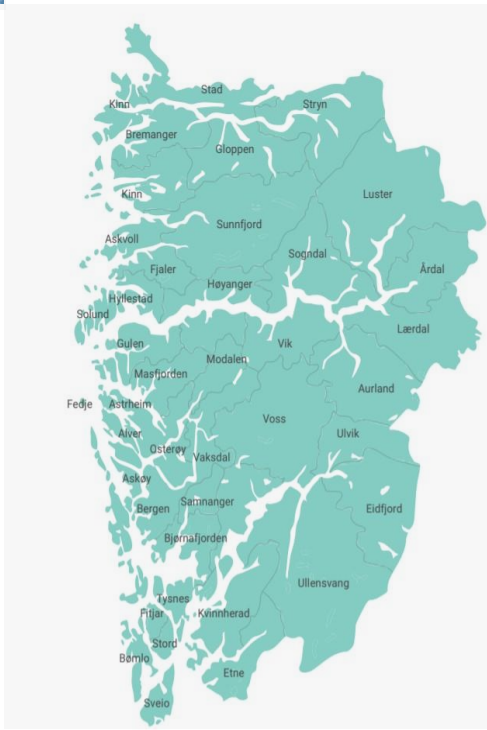 Stad
Kinn
Stryn
Bremanger
Gloppen
Kinn
Luster
Sunnfjord
Askvoll
Sogndal
Fjaler
Årdal
Høyanger
Hyllestad
Solund
Lærdal
Gulen
Vik
Modalen
Masfjorden
Aurland
Fedje
Astrheim
Voss
Alver
Ulvik
Osterøy
Vaksdal
Askøy
Samnanger
Bergen
Eidfjord
Bjørnafjorden
Ullensvang
Tysnes
Fitjar
Kvinnherad
Stord
Bømlo
Etne
Sveio